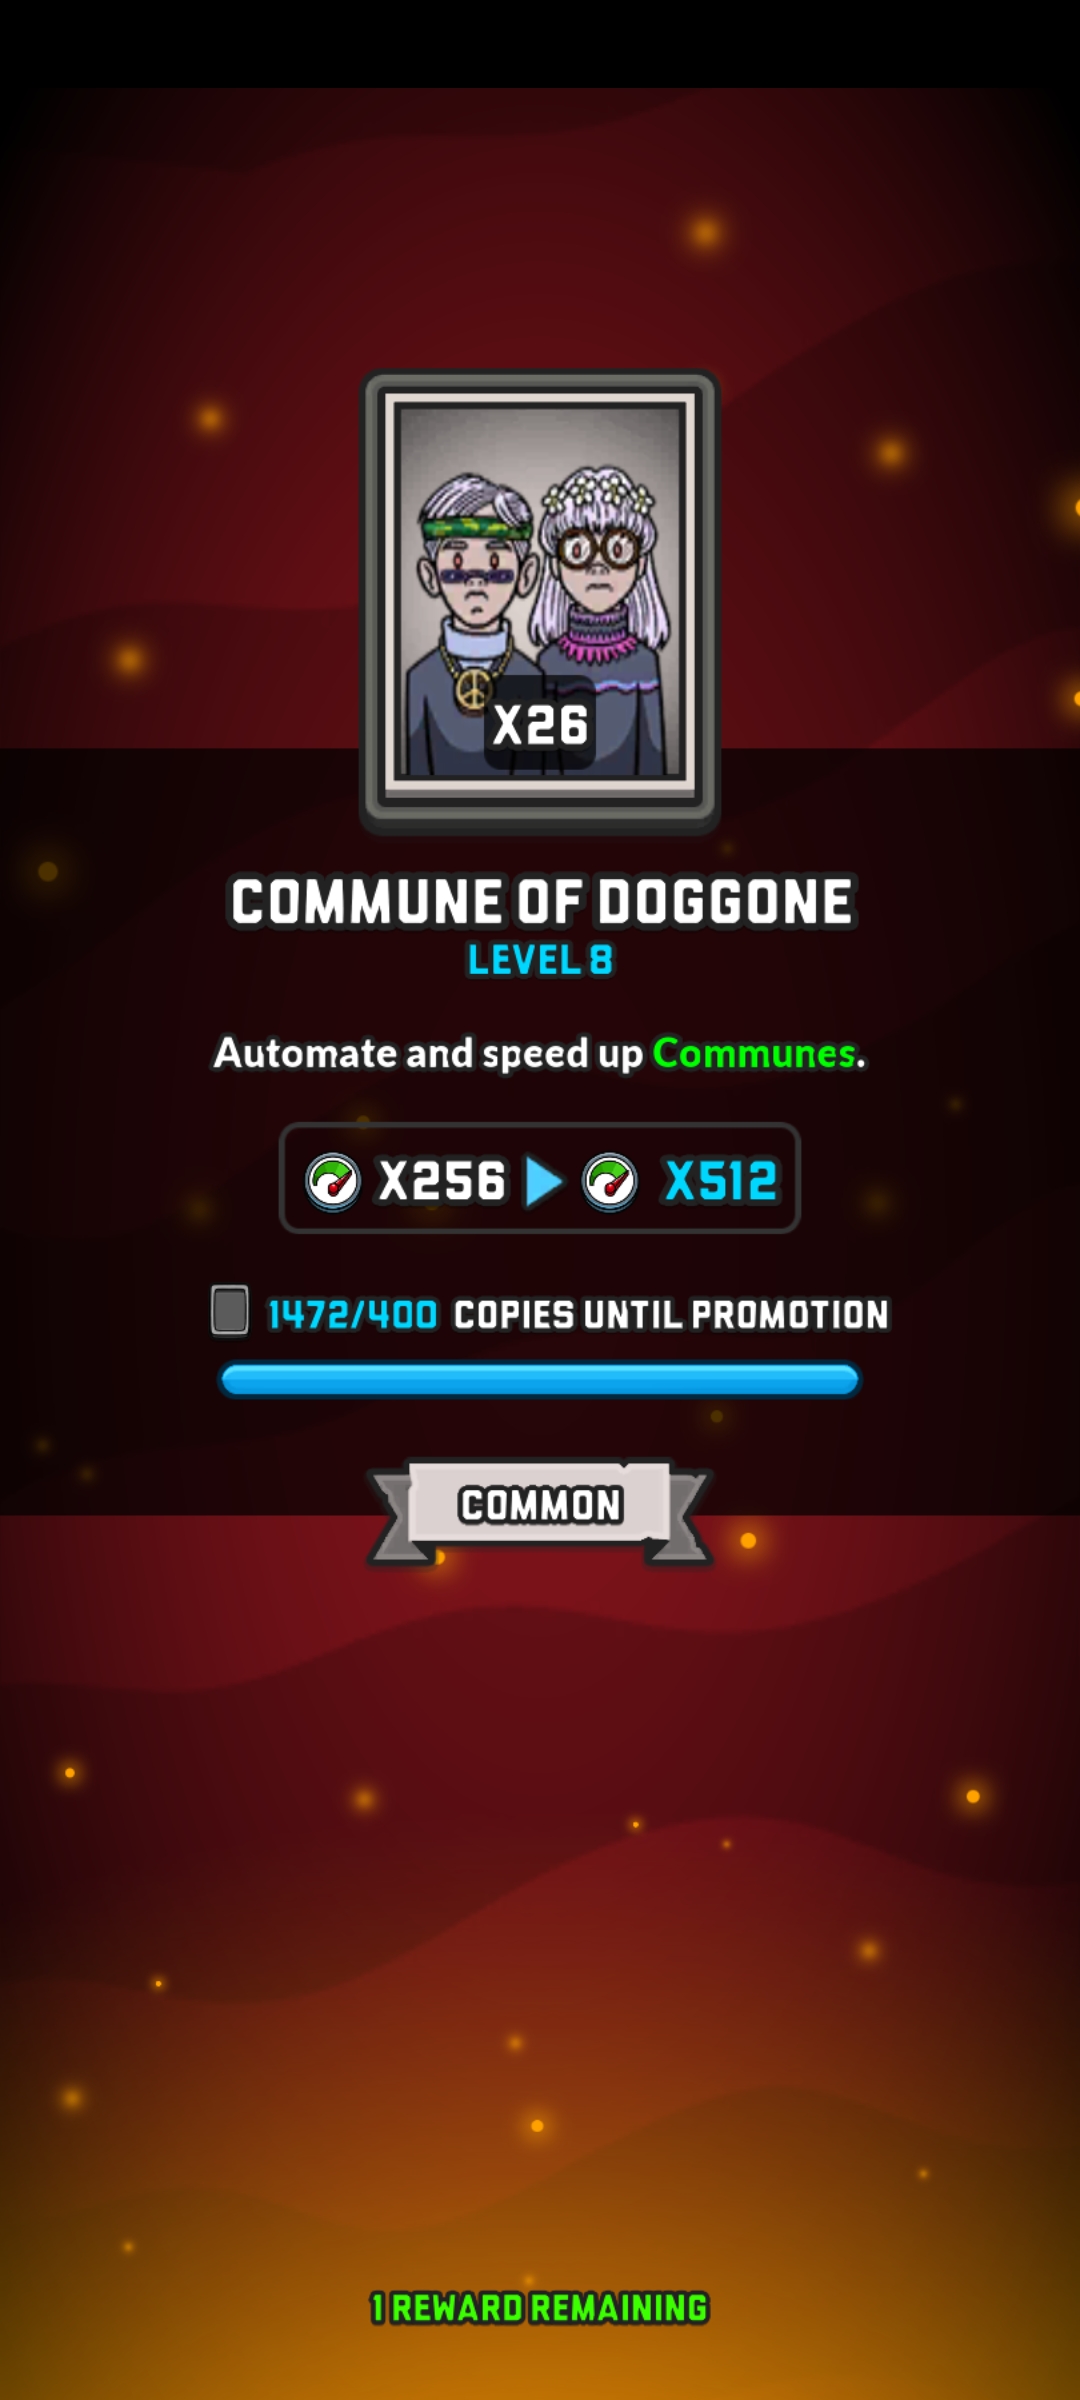 X26
COMMUNE OF DOGGONE
LEVEL 8
Automate and speed up Communes.
X256 X512
1472/400 COPIES UNTIL PROMOTION
COMMON
1 REWARD REMAINING